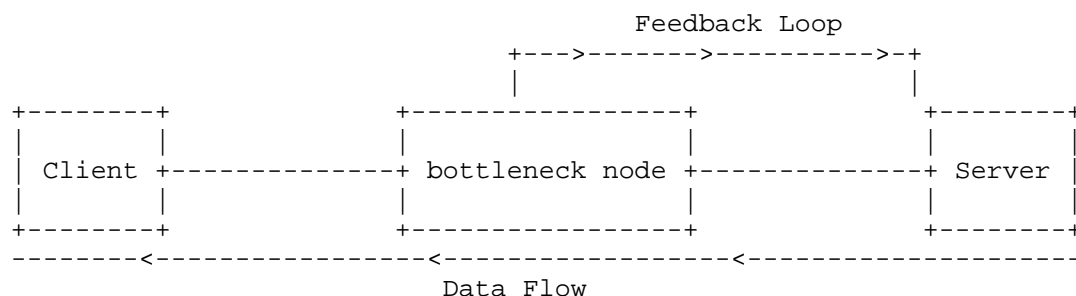 Feedback Loop
Client
bottleneck node
Server
Data Flow